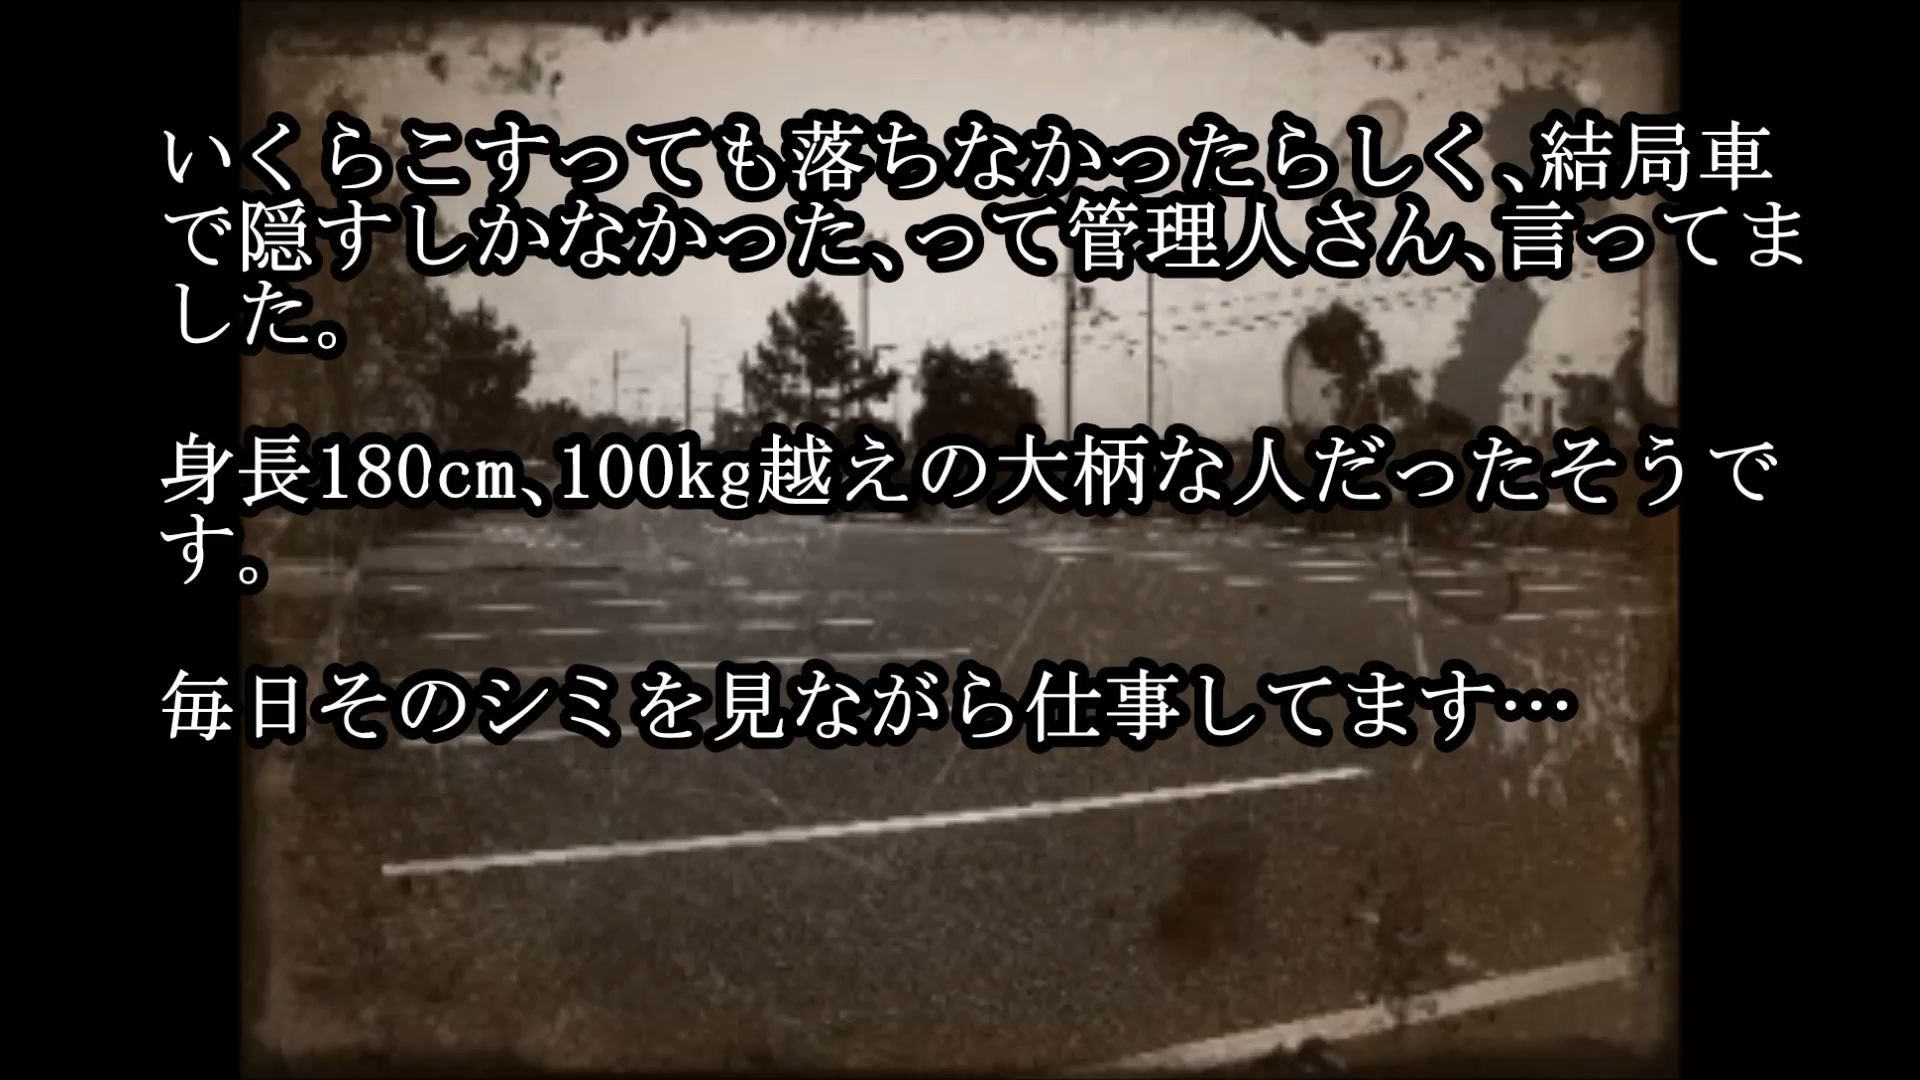 いくらこすっても落ちなかったらしく、結局車
で隠すしかなかった、って管理人さん、言ってま
した。
身長180cm、100kg越えの大柄な人だったそうで
す。
毎日そのシミを見ながら仕事してます…